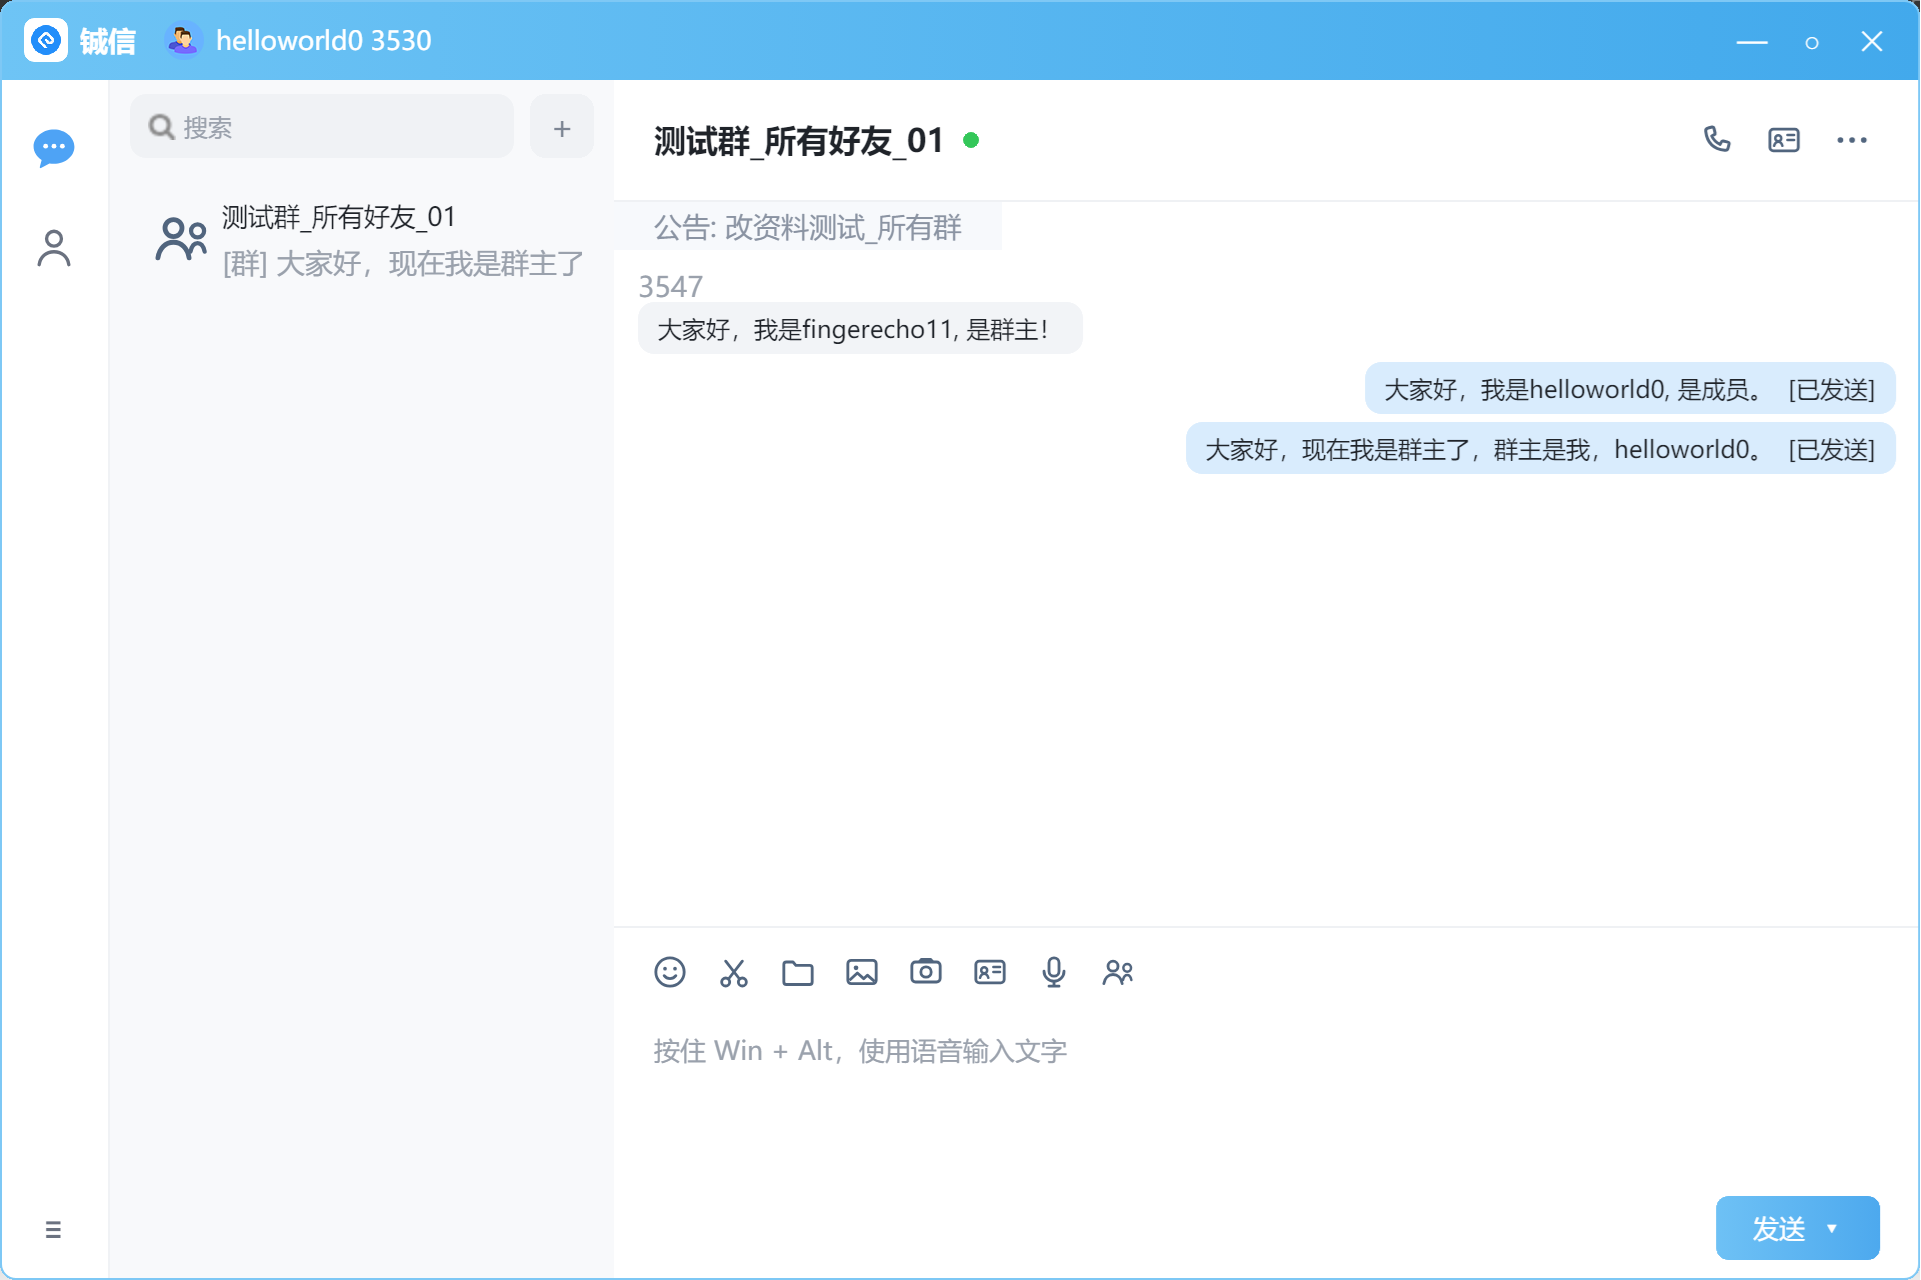 铖信 helloworld0 3530
搜索
+
测试群_所有好友_01
[群] 大家好，现在我是群主了
测试群_所有好友_01
公告: 改资料测试_所有群
3547
大家好，我是fingerecho11, 是群主！
大家好，我是helloworld0, 是成员。 [已发送]
大家好，现在我是群主了，群主是我，helloworld0。 [已发送]
按住 Win + Alt，使用语音输入文字
发送